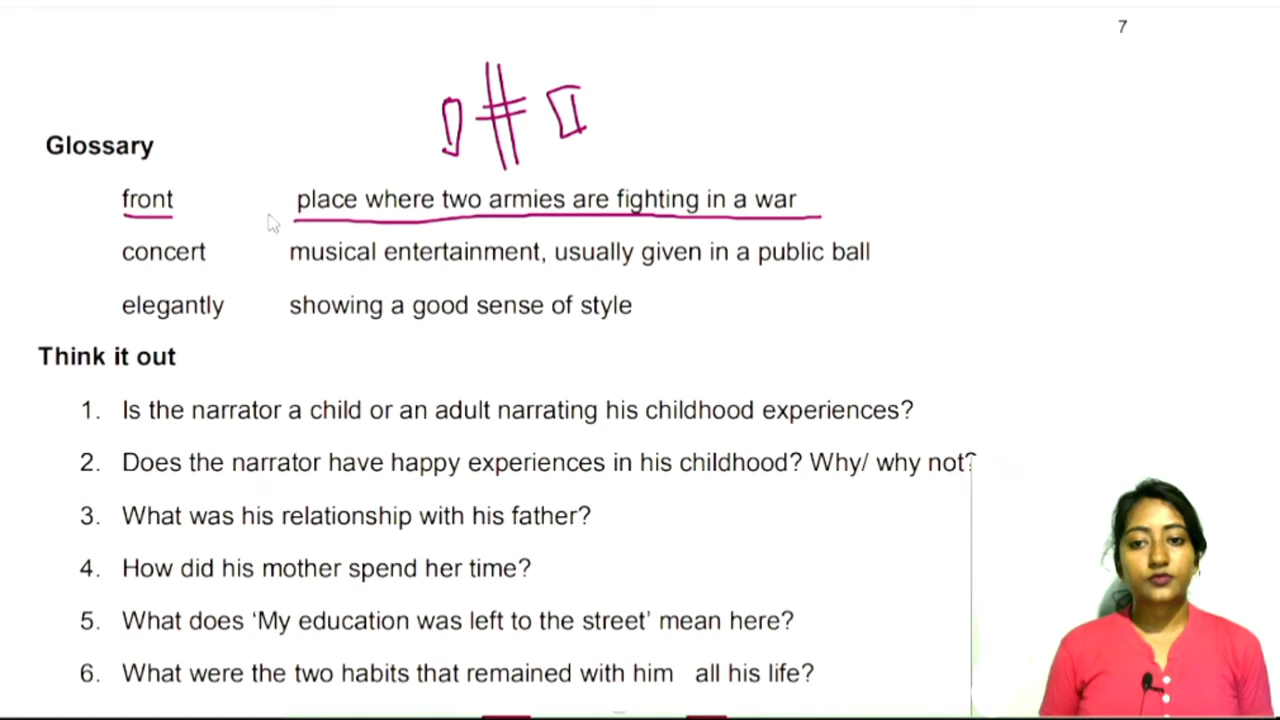 7
Glossary
front place where two armies are fighting in a war
concert musical entertainment, usually given in a public ball
elegantly showing a good sense of style
Think it out
1. Is the narrator a child or an adult narrating his childhood experiences?
2. Does the narrator have happy experiences in his childhood? Why/ why not?
3. What was his relationship with his father?
4. How did his mother spend her time?
5. What does ‘My education was left to the street’ mean here?
6. What were the two habits that remained with him all his life?